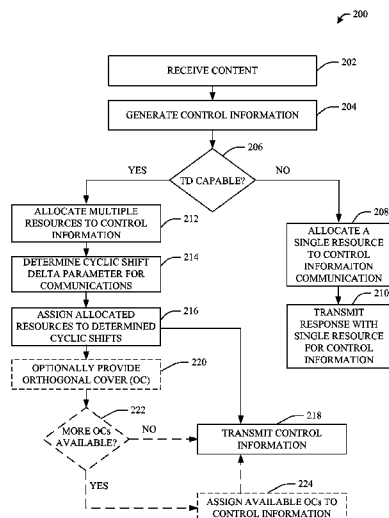 200
RECEIVE CONTENT
202
GENERATE CONTROL INFORMATION
204
206
YES
TD CAPABLE?
NO
ALLOCATE MULTIPLE
RESOURCES TO CONTROL
INFORMATION
212
DETERMINE CYCLIC SHIFT
DELTA PARAMETER FOR
COMMUNICATIONS
214
ASSIGN ALLOCATED
RESOURCES TO DETERMINED
CYCLIC SHIFTS
216
208
ALLOCATE A
SINGLE RESOURCE
TO CONTROL
INFORMAITON
COMMUNICATION
210
TRANSMIT
RESPONSE WITH
SINGLE RESOURCE
FOR CONTROL
INFORMATION
220
OPTIONALLY PROVIDE
ORTHOGONAL COVER (OC)
222
MORE OCs
AVAILABLE?
NO
218
TRANSMIT CONTROL
INFORMATION
YES
224
ASSIGN AVAILABLE OCs TO
CONTROL INFORMATION